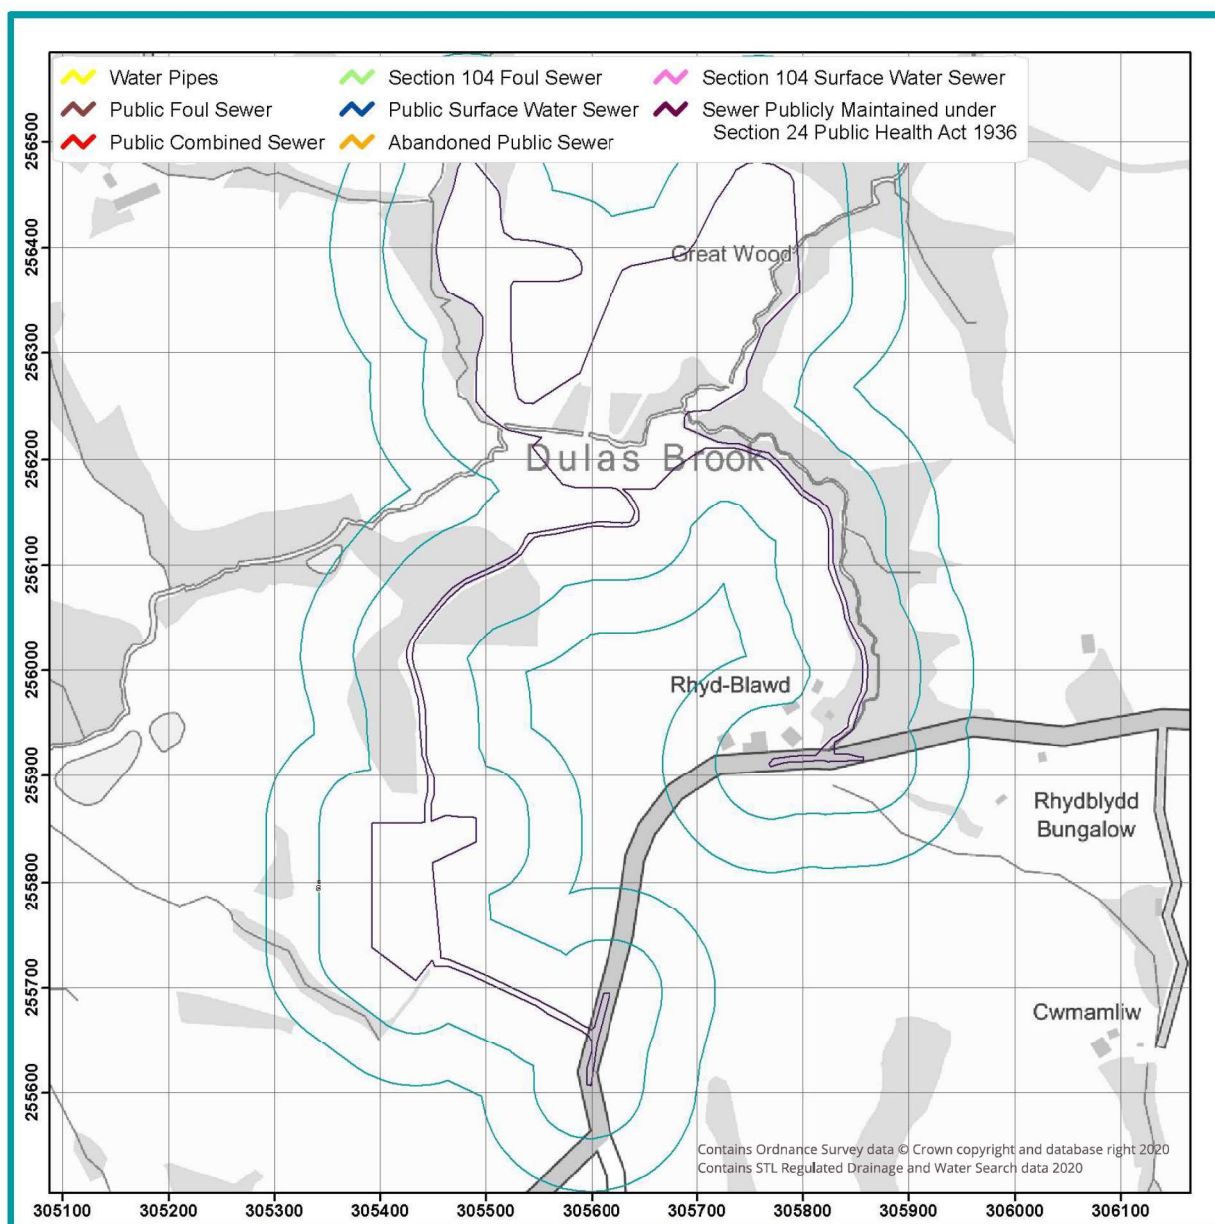 Water Pipes
Section 104 Foul Sewer
Section 104 Surface Water Sewer
Public Foul Sewer
Public Surface Water Sewer
Sewer Publicly Maintained under
Section 24 Public Health Act 1936
Public Combined Sewer
Abandoned Public Sewer
256500
256400
Great Wood
256300
256200
Dulas Brook
256100
256000
Rhyd-Blawd
255900
Rhydblydd
Bungalow
255800
255700
Cwmamliw
255600
Contains Ordnance Survey data © Crown copyright and database right 2020
Contains STL Regulated Drainage and Water Search data 2020
305100 305200 305300 305400 305500 305600 305700 305800 305900 306000 306100